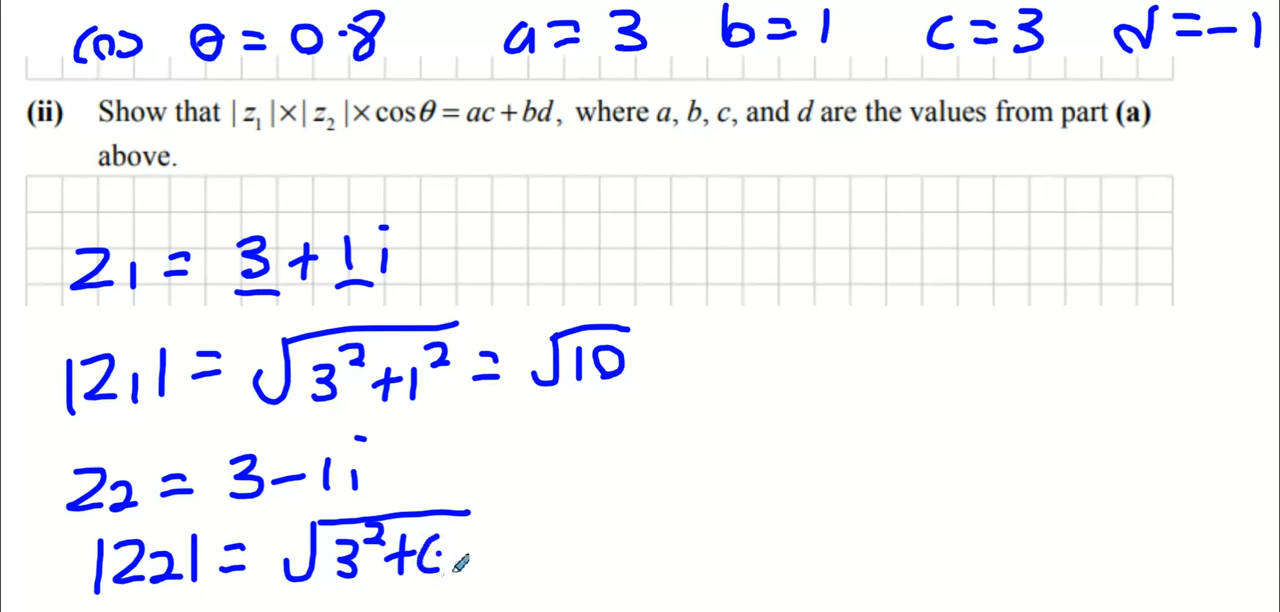 cos θ = 0.8 a = 3 b = 1 c = 3 d = -1
(ii) Show that |z₁|×|z₂|×cosθ = ac + bd, where a, b, c, and d are the values from part (a)
above.
z₁ = 3 + 1i
|z₁| = √(3² + 1²) = √10
z₂ = 3 - 1i
|z₂| = √3² + (